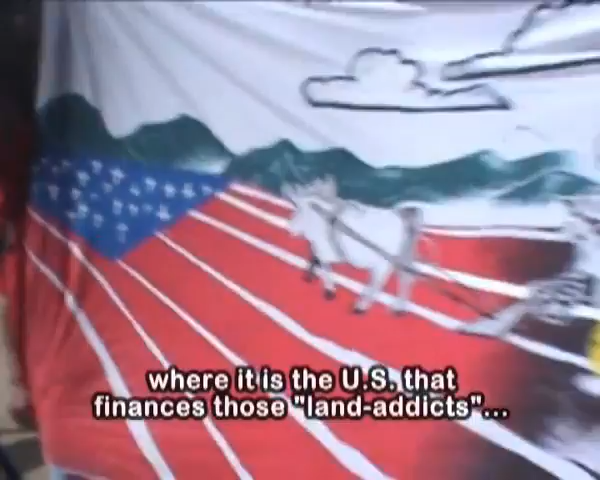 where it is the U.S. that
finances those "land-addicts"...